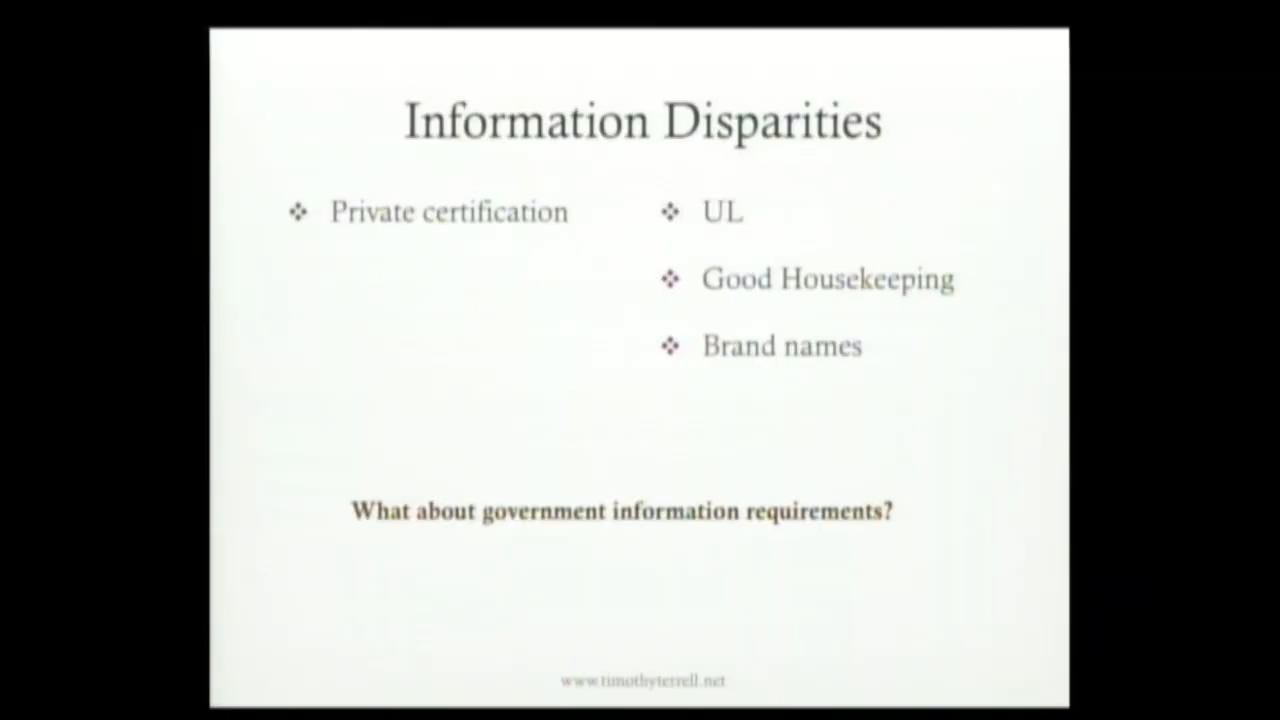 Information Disparities
Private certification
UL
Good Housekeeping
Brand names
What about government information requirements?
www.timothyterrell.net